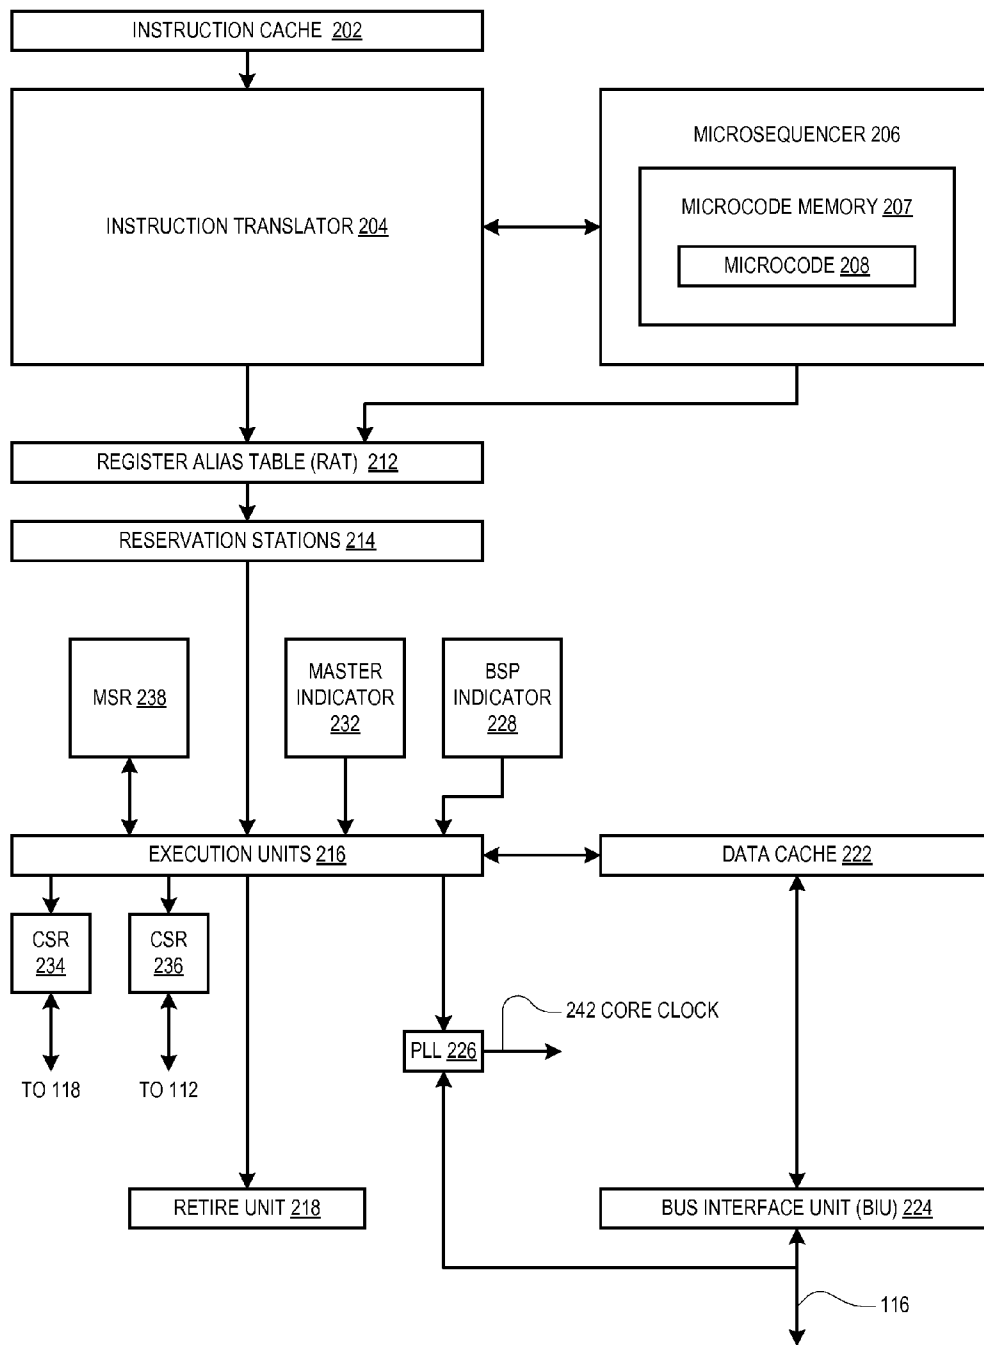 INSTRUCTION CACHE 202
MICROSEQUENCER 206
MICROCODE MEMORY 207
INSTRUCTION TRANSLATOR 204
MICROCODE 208
REGISTER ALIAS TABLE (RAT) 212
RESERVATION STATIONS 214
MSR 238
MASTER
INDICATOR
232
BSP
INDICATOR
228
EXECUTION UNITS 216
DATA CACHE 222
CSR
234
CSR
236
242 CORE CLOCK
PLL 226
TO 118
TO 112
RETIRE UNIT 218
BUS INTERFACE UNIT (BIU) 224
116